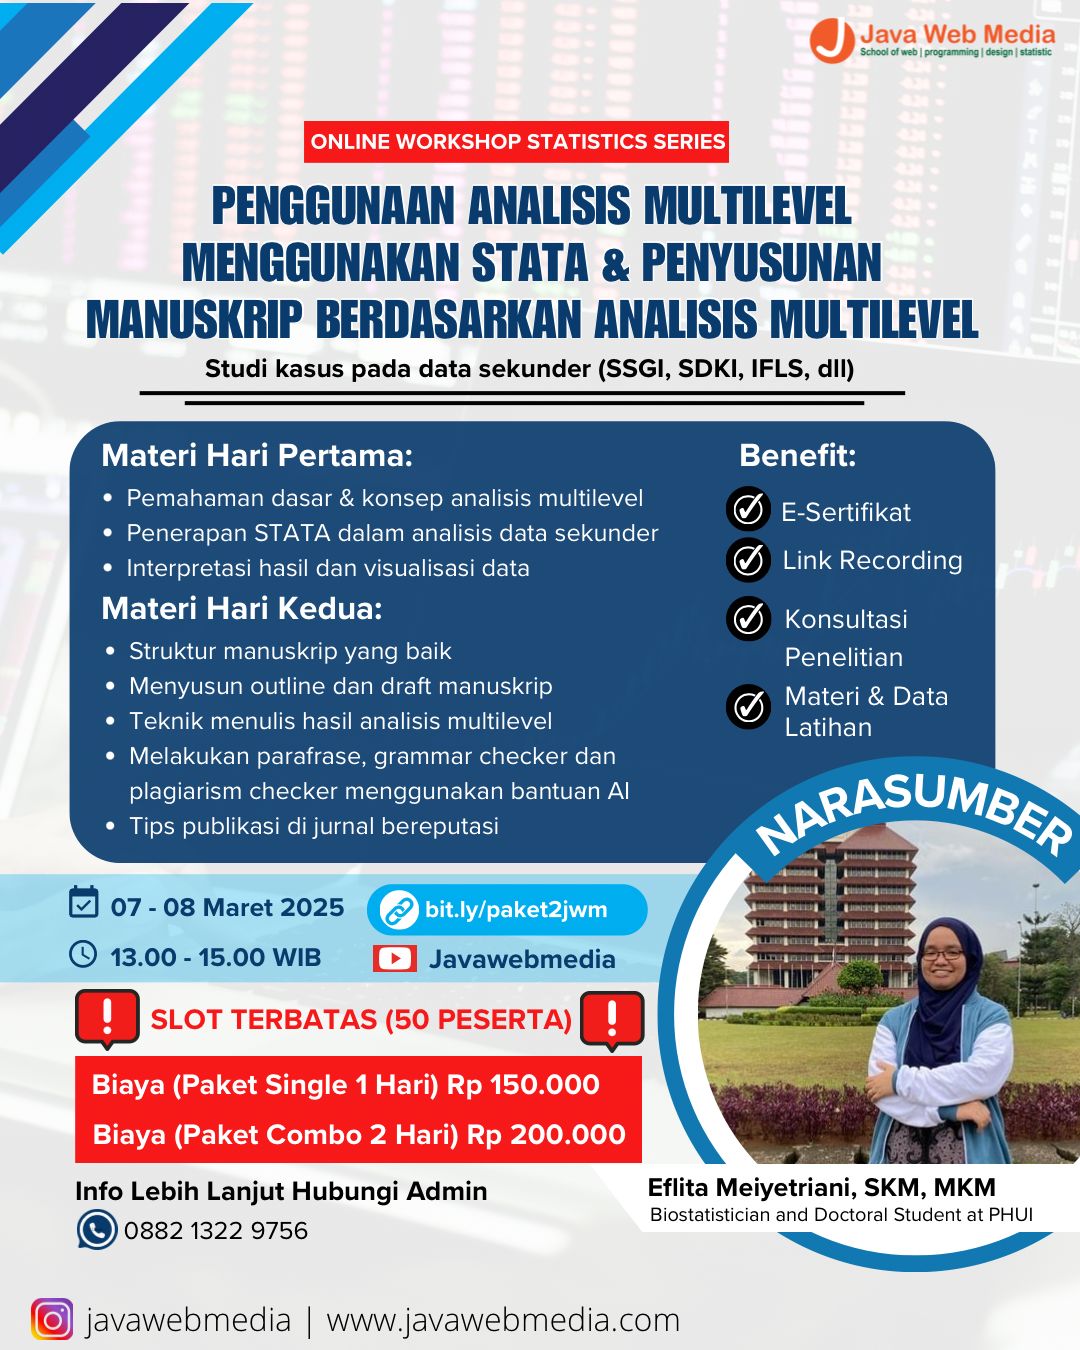 Java Web Media
School of web | programming | design | statistic
ONLINE WORKSHOP STATISTICS SERIES
PENGGUNAAN ANALISIS MULTILEVEL
MENGGUNAKAN STATA & PENYUSUNAN
MANUSKRIP BERDASARKAN ANALISIS MULTILEVEL
Studi kasus pada data sekunder (SSGI, SDKI, IFLS, dll)
Materi Hari Pertama:
• Pemahaman dasar & konsep analisis multilevel
• Penerapan STATA dalam analisis data sekunder
• Interpretasi hasil dan visualisasi data
Materi Hari Kedua:
• Struktur manuskrip yang baik
• Menyusun outline dan draft manuskrip
• Teknik menulis hasil analisis multilevel
• Melakukan parafrase, grammar checker dan
plagiarism checker menggunakan bantuan AI
• Tips publikasi di jurnal bereputasi
Benefit:
E-Sertifikat
Link Recording
Konsultasi
Penelitian
Materi & Data
Latihan
NARASUMBER
07 - 08 Maret 2025
bit.ly/paket2jwm
13.00 - 15.00 WIB
Javawebmedia
SLOT TERBATAS (50 PESERTA)
Biaya (Paket Single 1 Hari) Rp 150.000
Biaya (Paket Combo 2 Hari) Rp 200.000
Eflita Meiyetriani, SKM, MKM
Biostatistician and Doctoral Student at PHUI
Info Lebih Lanjut Hubungi Admin
0882 1322 9756
javawebmedia | www.javawebmedia.com